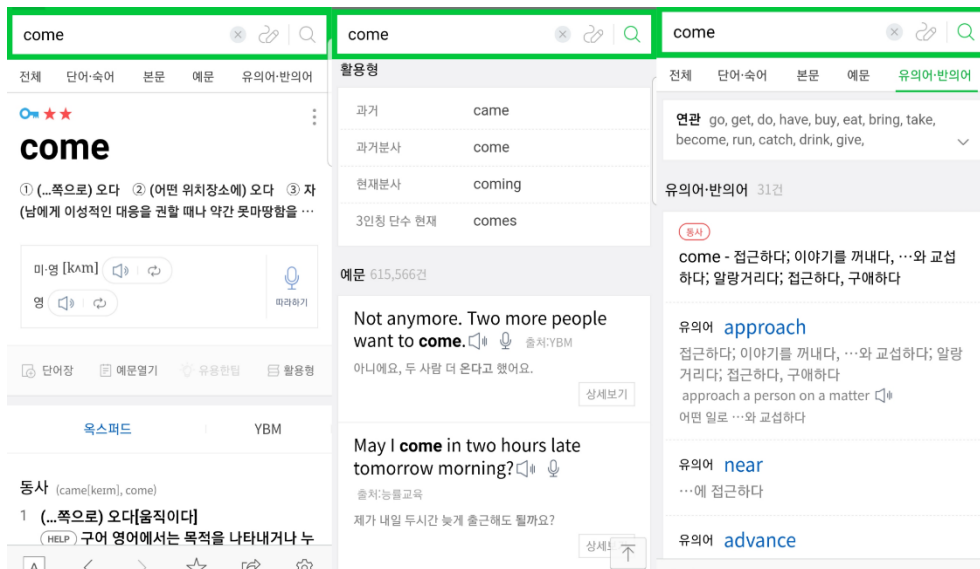 come
전체 단어·숙어 본문 예문 유의어·반의어
come
① (...쪽으로) 오다 ② (어떤 위치장소에) 오다 ③ 자
(남에게 이성적인 대응을 권할 때나 약간 못마땅함을 …
미·영 [kʌm]
영
따라하기
단어장 예문열기 유용한팁 활용형
옥스퍼드 YBM
동사 (came[keɪm], come)
1 (...쪽으로) 오다[움직이다]
HELP 구어 영어에서는 목적을 나타내거나 누
A
come
활용형
과거 came
과거분사 come
현재분사 coming
3인칭 단수 현재 comes
예문 615,566건
Not anymore. Two more people
want to come. 출처:YBM
아니에요, 두 사람 더 온다고 했어요.
상세보기
May I come in two hours late
tomorrow morning?
출처:능률교육
제가 내일 두시간 늦게 출근해도 될까요?
상세보
come
전체 단어·숙어 본문 예문 유의어·반의어
연관 go, get, do, have, buy, eat, bring, take,
become, run, catch, drink, give,
유의어·반의어 31건
동사
come - 접근하다; 이야기를 꺼내다, …와 교섭
하다; 알랑거리다; 접근하다, 구애하다
유의어 approach
접근하다; 이야기를 꺼내다, …와 교섭하다; 알랑
거리다; 접근하다, 구애하다
approach a person on a matter
어떤 일로 …와 교섭하다
유의어 near
…에 접근하다
유의어 advance